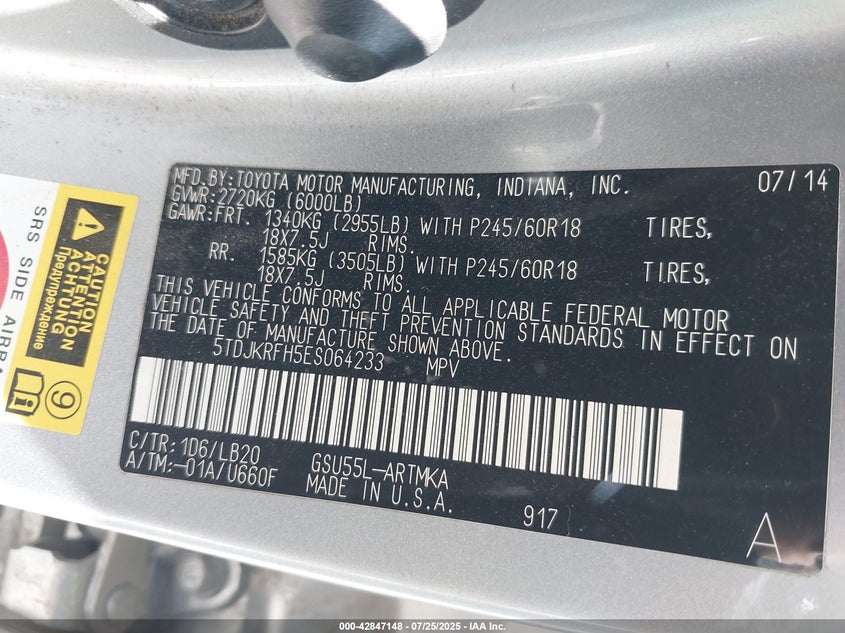 MFD.BY:TOYOTA MOTOR MANUFACTURING, INDIANA, INC. 07/14
GVWR:2720KG (6000LB)
GAWR:FRT. 1340KG (2955LB) WITH P245/60R18 TIRES,
18X7.5J RIMS.
RR. 1585KG (3505LB) WITH P245/60R18 TIRES,
18X7.5J RIMS.
THIS VEHICLE CONFORMS TO ALL APPLICABLE FEDERAL MOTOR
VEHICLE SAFETY AND THEFT PREVENTION STANDARDS IN EFFECT ON
THE DATE OF MANUFACTURE SHOWN ABOVE.
5TDJKRFH5ES064233 MPV
C/TR:1D6/LB20 GSU55L-ARTMKA
A/TM:-01A/U660F MADE IN U.S.A.
917
A
SRS SIDE
CAUTION
ATTENTION
ACHTUNG
Предупреждение
9
000-42847148 - 07/25/2025 - IAA Inc.